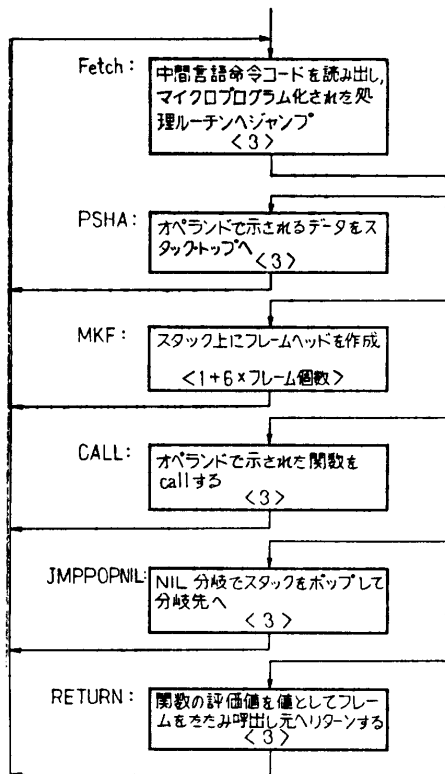 Fetch:
中間言語命令コードを読み出し,
マイクロプログラム化された処
理ルーチンへジャンプ
<3>
PSHA:
オペランドで示されるデータをス
タック・トップへ
<3>
MKF:
スタック上にフレームヘッドを作成
<1+6×フレーム個数>
CALL:
オペランドで示された関数を
callする
<3>
JMPPOPNIL:
NIL 分岐でスタックをポップして
分岐先へ
<3>
RETURN:
関数の評価値を値としてフレー
ムをたたみ呼出し元へリターンする
<3>